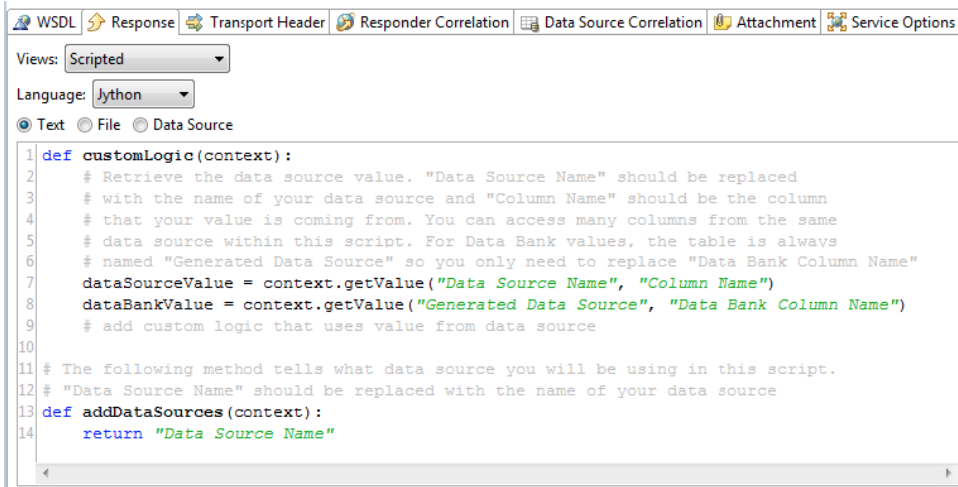 WSDL Response Transport Header Responder Correlation Data Source Correlation Attachment Service Options
Views: Scripted
Language: Jython
Text File Data Source
1 def customLogic(context):
2 # Retrieve the data source value. "Data Source Name" should be replaced
3 # with the name of your data source and "Column Name" should be the column
4 # that your value is coming from. You can access many columns from the same
5 # data source within this script. For Data Bank values, the table is always
6 # named "Generated Data Source" so you only need to replace "Data Bank Column Name"
7 dataSourceValue = context.getValue("Data Source Name", "Column Name")
8 dataBankValue = context.getValue("Generated Data Source", "Data Bank Column Name")
9 # add custom logic that uses value from data source
10
11 # The following method tells what data source you will be using in this script.
12 # "Data Source Name" should be replaced with the name of your data source
13 def addDataSources(context):
14 return "Data Source Name"